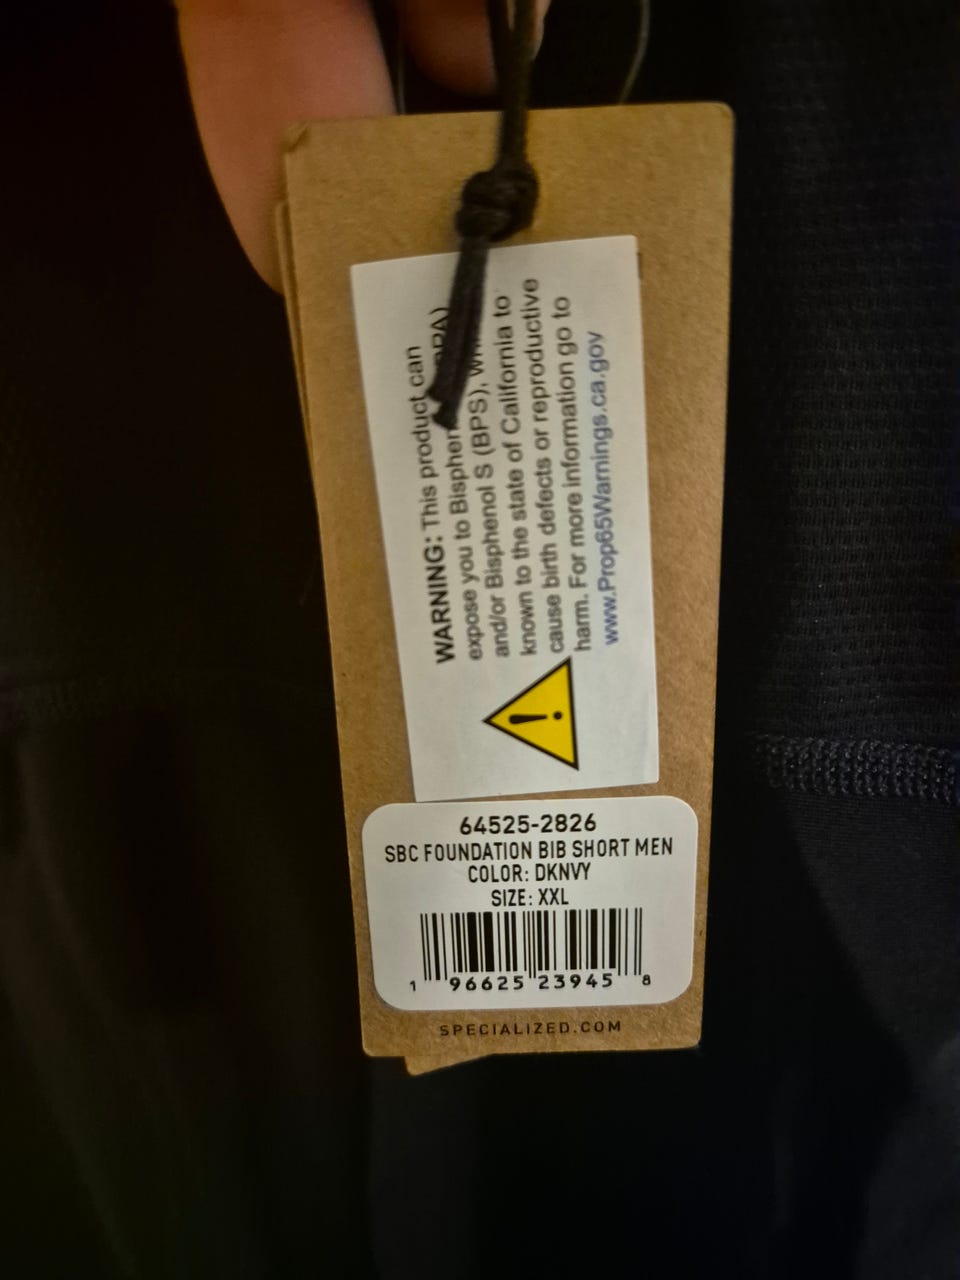 WARNING: This product can
expose you to Bisphenol
and/or Bisphenol S (BPS),
known to the state of California to
cause birth defects or reproductive
harm. For more information go to
www.Prop65Warnings.ca.gov
64525-2826
SBC FOUNDATION BIB SHORT MEN
COLOR: DKNVY
SIZE: XXL
1 96625 23945 8
SPECIALIZED.COM